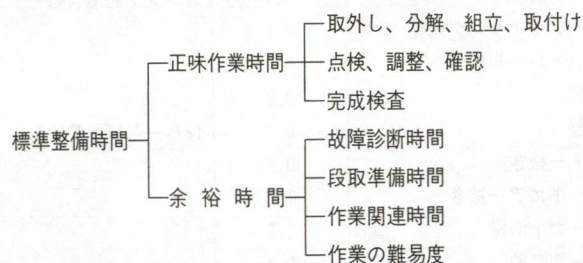 標準整備時間
正味作業時間
取外し、分解、組立、取付け
点検、調整、確認
完成検査
余裕時間
故障診断時間
段取準備時間
作業関連時間
作業の難易度